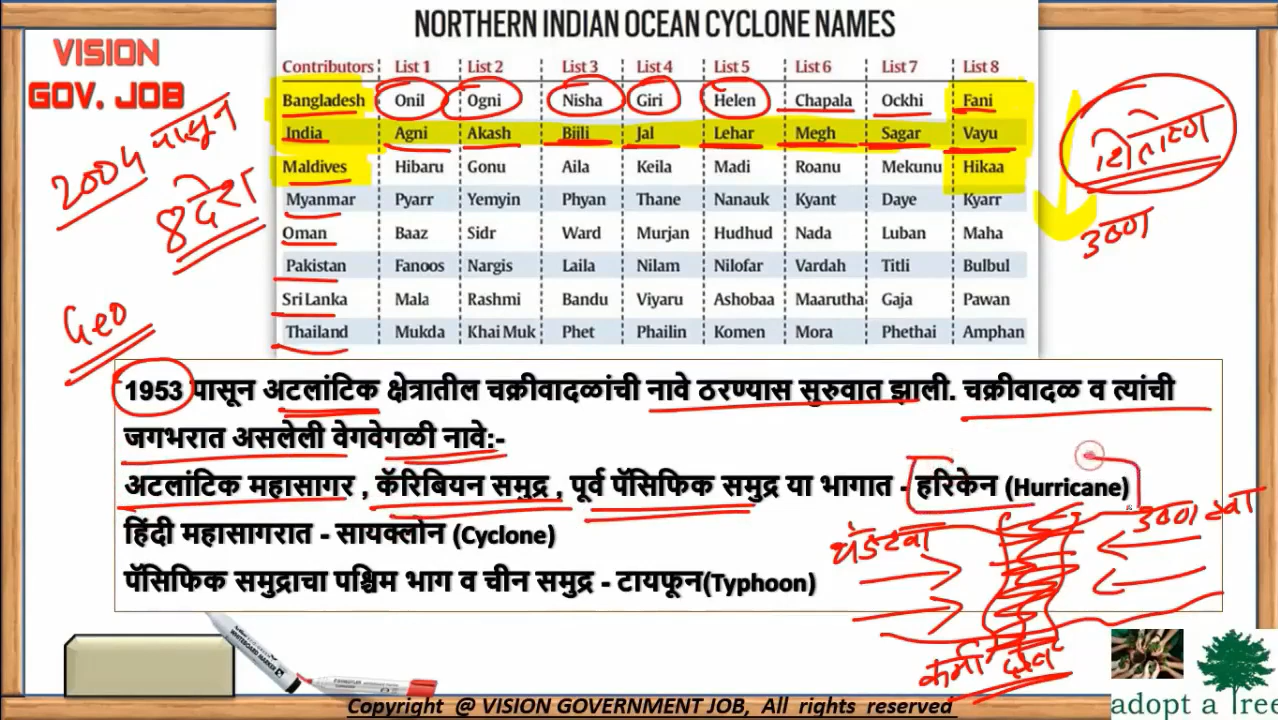 NORTHERN INDIAN OCEAN CYCLONE NAMES
VISION
GOV. JOB
Contributors List 1 List 2 List 3 List 4 List 5 List 6 List 7 List 8
Bangladesh Onil Ogni Nisha Giri Helen Chapala Ockhi Fani
India Agni Akash Bijli Jal Lehar Megh Sagar Vayu
Maldives Hibaru Gonu Aila Keila Madi Roanu Mekunu Hikaa
Myanmar Pyarr Yemyin Phyan Thane Nanauk Kyant Daye Kyarr
Oman Baaz Sidr Ward Murjan Hudhud Nada Luban Maha
Pakistan Fanoos Nargis Laila Nilam Nilofar Vardah Titli Bulbul
Sri Lanka Mala Rashmi Bandu Viyaru Ashobaa Maarutha Gaja Pawan
Thailand Mukda Khai Muk Phet Phailin Komen Mora Phethai Amphan
2004 पासून
8 देश
Geo
शितोष्ण
उष्ण
1953 पासून अटलांटिक क्षेत्रातील चक्रीवादळांची नावे ठरण्यास सुरुवात झाली. चक्रीवादळ व त्यांची
जगभरात असलेली वेगवेगळी नावे:-
अटलांटिक महासागर , कॅरिबियन समुद्र , पूर्व पॅसिफिक समुद्र या भागात - हरिकेन (Hurricane)
हिंदी महासागरात - सायक्लोन (Cyclone)
पॅसिफिक समुद्राचा पश्चिम भाग व चीन समुद्र - टायफून(Typhoon)
थंड हवा
उष्ण हवा
कमी
adopt a Tree
Copyright @ VISION GOVERNMENT JOB, All rights reserved